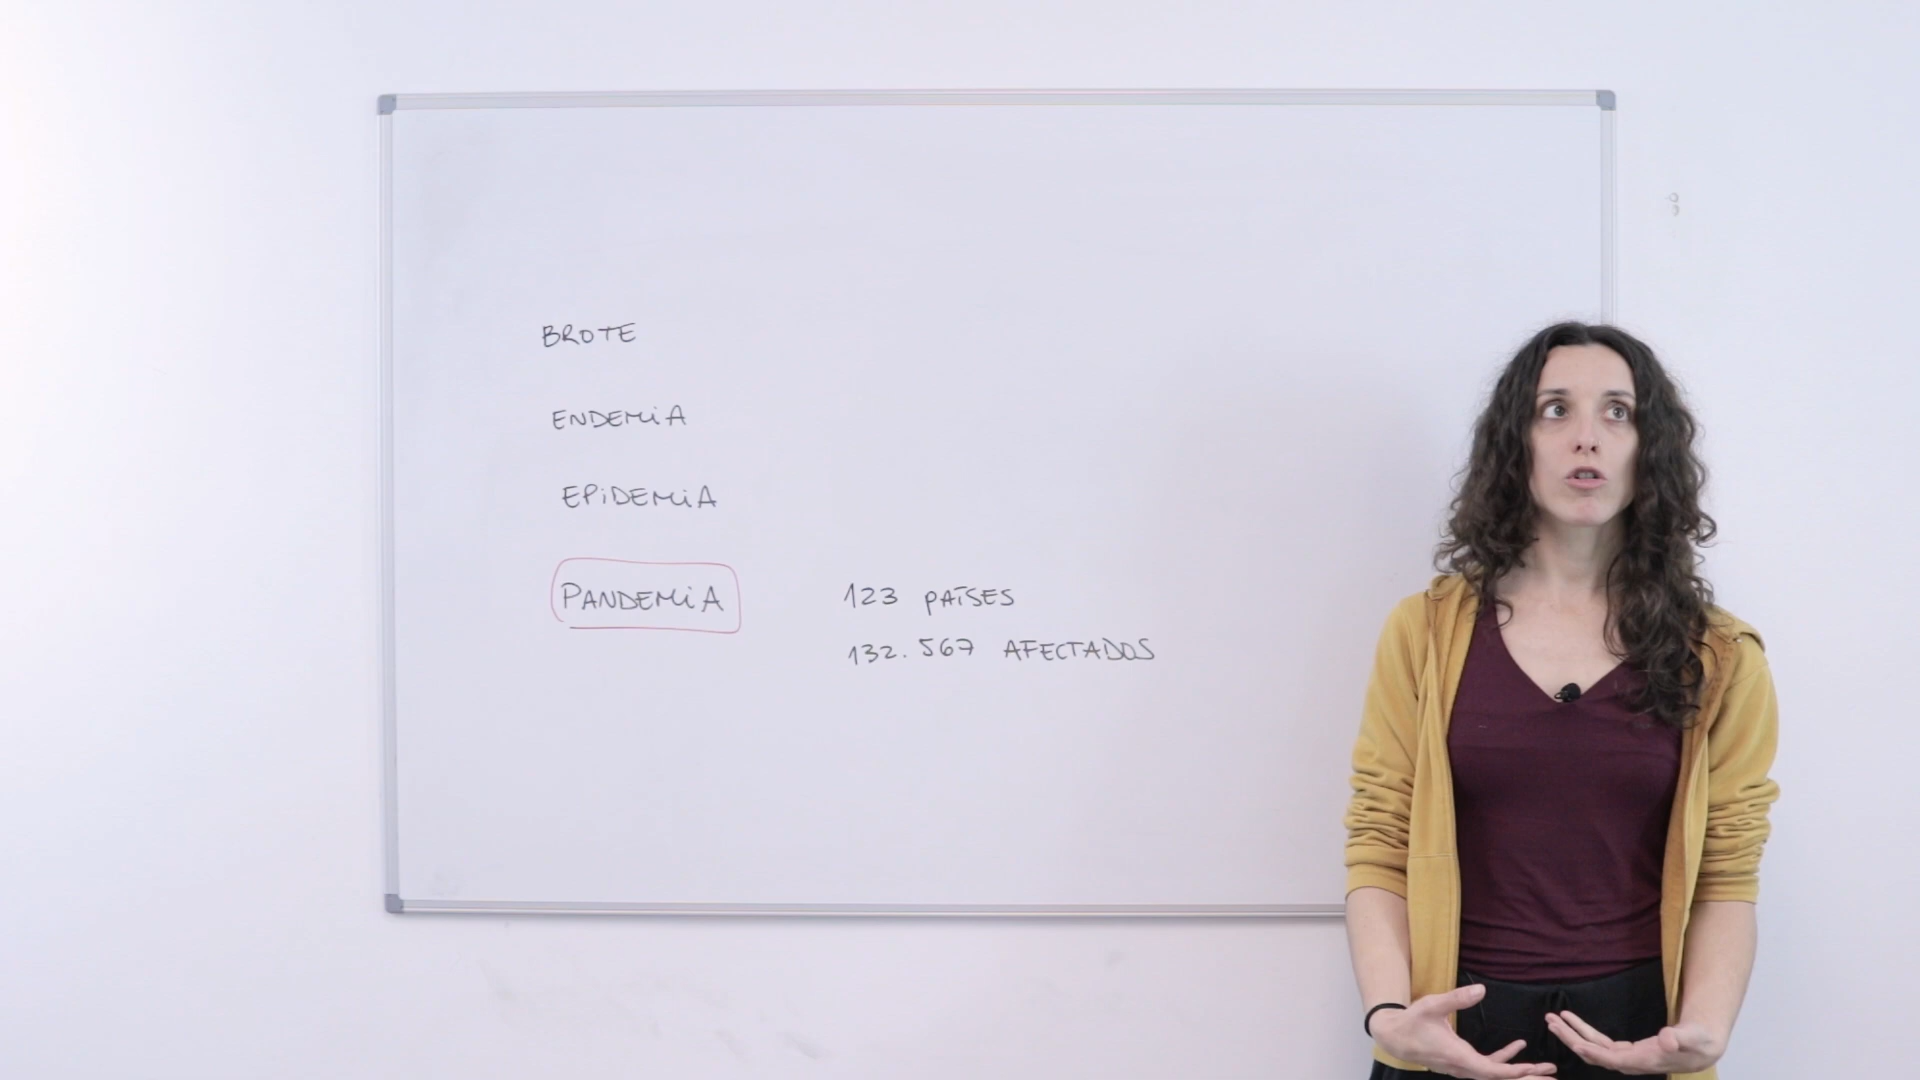 BROTE
ENDEMiA
EPiDEMiA
PANDEMiA
123 PAÍSES
132.567 AFECTADOS